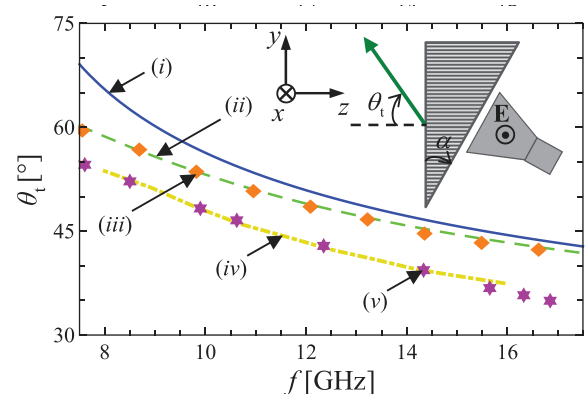 75
60
45
30
θt [°]
(i)
(ii)
(iii)
(iv)
(v)
y
x
z
θt
α
E
8
10
12
14
16
f [GHz]